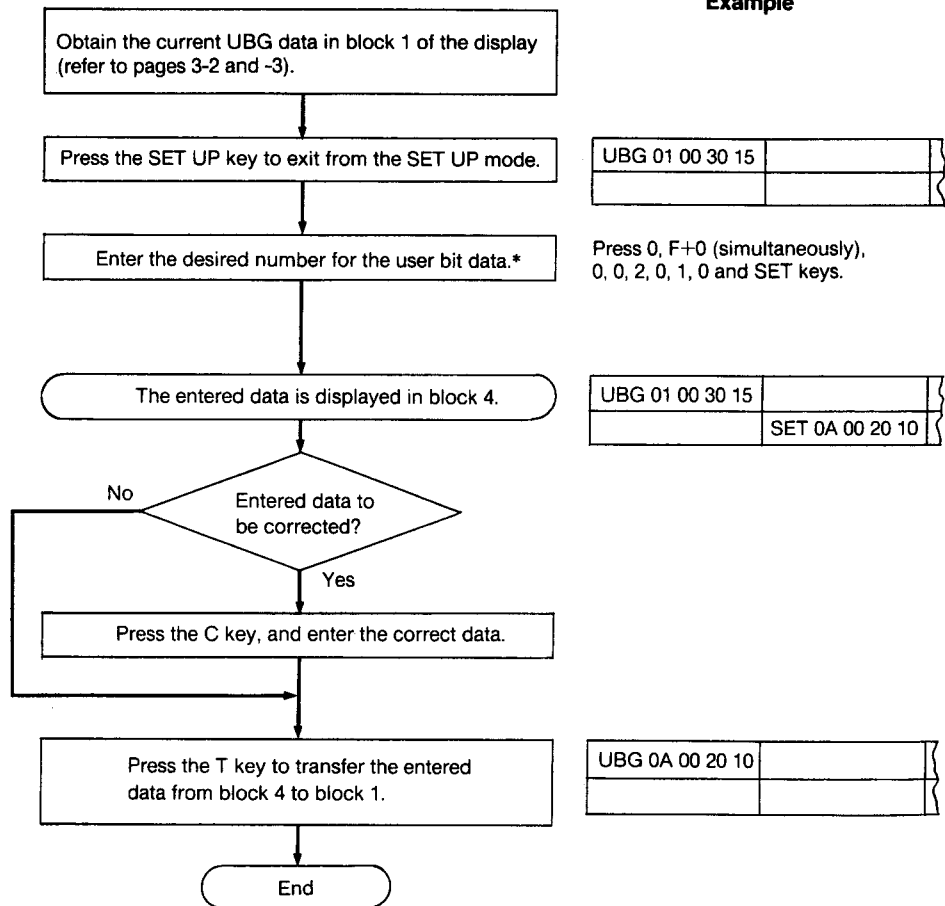 Example
Obtain the current UBG data in block 1 of the display
(refer to pages 3-2 and -3).
Press the SET UP key to exit from the SET UP mode.
UBG 01 00 30 15
Enter the desired number for the user bit data.*
Press 0, F+0 (simultaneously),
0, 0, 2, 0, 1, 0 and SET keys.
The entered data is displayed in block 4.
UBG 01 00 30 15
SET 0A 00 20 10
No
Entered data to
be corrected?
Yes
Press the C key, and enter the correct data.
Press the T key to transfer the entered
data from block 4 to block 1.
UBG 0A 00 20 10
End